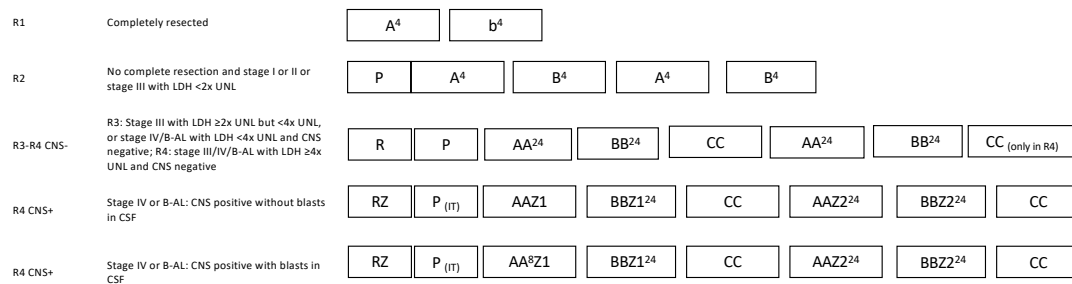 R1 Completely resected A⁴ b⁴
R2 No complete resection and stage I or II or
stage III with LDH <2x UNL P A⁴ B⁴ A⁴ B⁴
R3-R4 CNS- R3: Stage III with LDH ≥2x UNL but <4x UNL,
or stage IV/B-AL with LDH <4x UNL and CNS
negative; R4: stage III/IV/B-AL with LDH ≥4x
UNL and CNS negative R P AA²⁴ BB²⁴ CC AA²⁴ BB²⁴ CC (only in R4)
R4 CNS+ Stage IV or B-AL: CNS positive without blasts
in CSF RZ P (IT) AAZ1 BBZ1²⁴ CC AAZ2²⁴ BBZ2²⁴ CC
R4 CNS+ Stage IV or B-AL: CNS positive with blasts in
CSF RZ P (IT) AA⁸Z1 BBZ1²⁴ CC AAZ2²⁴ BBZ2²⁴ CC